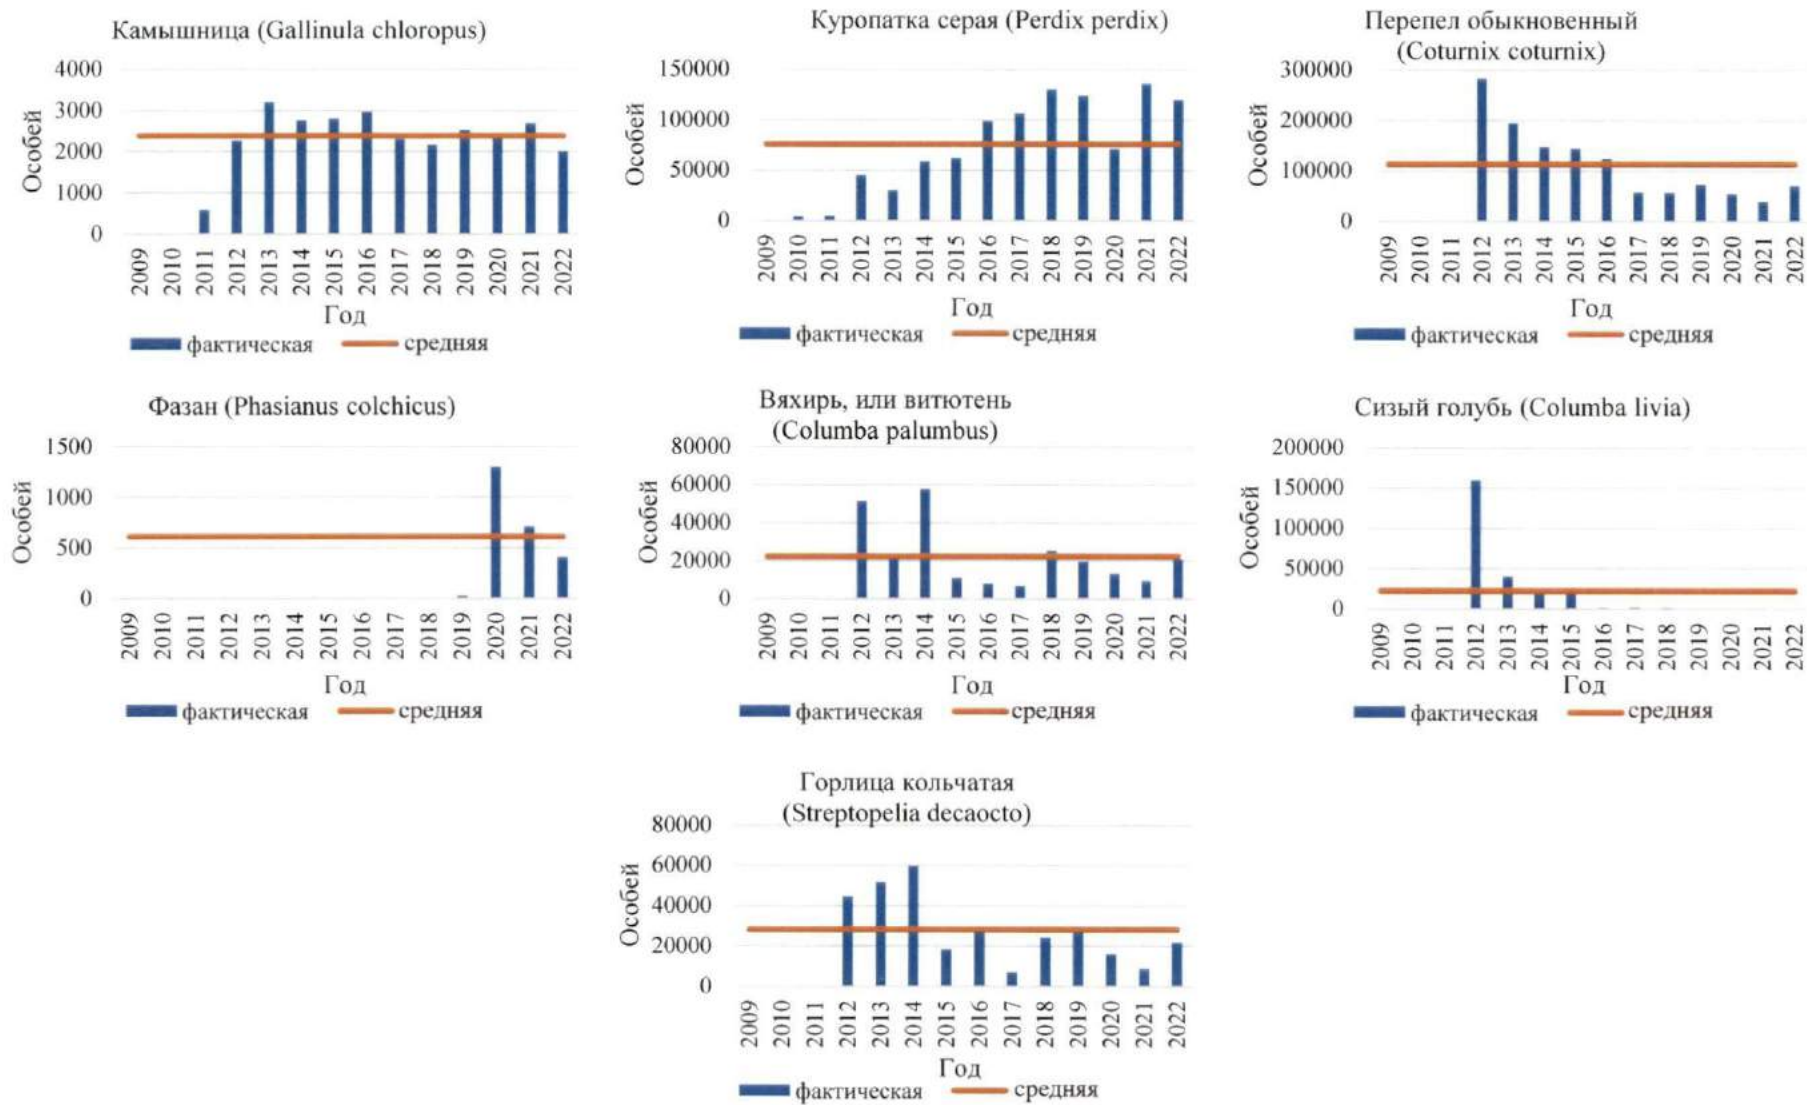 Камышница (Gallinula chloropus)
Особей
4000
3000
2000
1000
0
2009 2010 2011 2012 2013 2014 2015 2016 2017 2018 2019 2020 2021 2022
Год
фактическая средняя
Куропатка серая (Perdix perdix)
Особей
150000
100000
50000
0
2009 2010 2011 2012 2013 2014 2015 2016 2017 2018 2019 2020 2021 2022
Год
фактическая средняя
Перепел обыкновенный
(Coturnix coturnix)
Особей
300000
200000
100000
0
2009 2010 2011 2012 2013 2014 2015 2016 2017 2018 2019 2020 2021 2022
Год
фактическая средняя
Фазан (Phasianus colchicus)
Особей
1500
1000
500
0
2009 2010 2011 2012 2013 2014 2015 2016 2017 2018 2019 2020 2021 2022
Год
фактическая средняя
Вяхирь, или витютень
(Columba palumbus)
Особей
80000
60000
40000
20000
0
2009 2010 2011 2012 2013 2014 2015 2016 2017 2018 2019 2020 2021 2022
Год
фактическая средняя
Сизый голубь (Columba livia)
Особей
200000
150000
100000
50000
0
2009 2010 2011 2012 2013 2014 2015 2016 2017 2018 2019 2020 2021 2022
Год
фактическая средняя
Горлица кольчатая
(Streptopelia decaocto)
Особей
80000
60000
40000
20000
0
2009 2010 2011 2012 2013 2014 2015 2016 2017 2018 2019 2020 2021 2022
Год
фактическая средняя